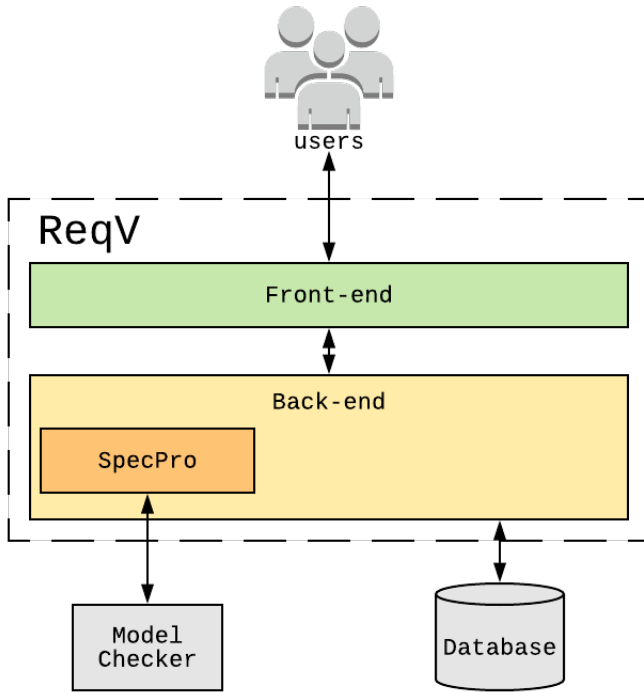 users
ReqV
Front-end
Back-end
SpecPro
Model
Checker
Database